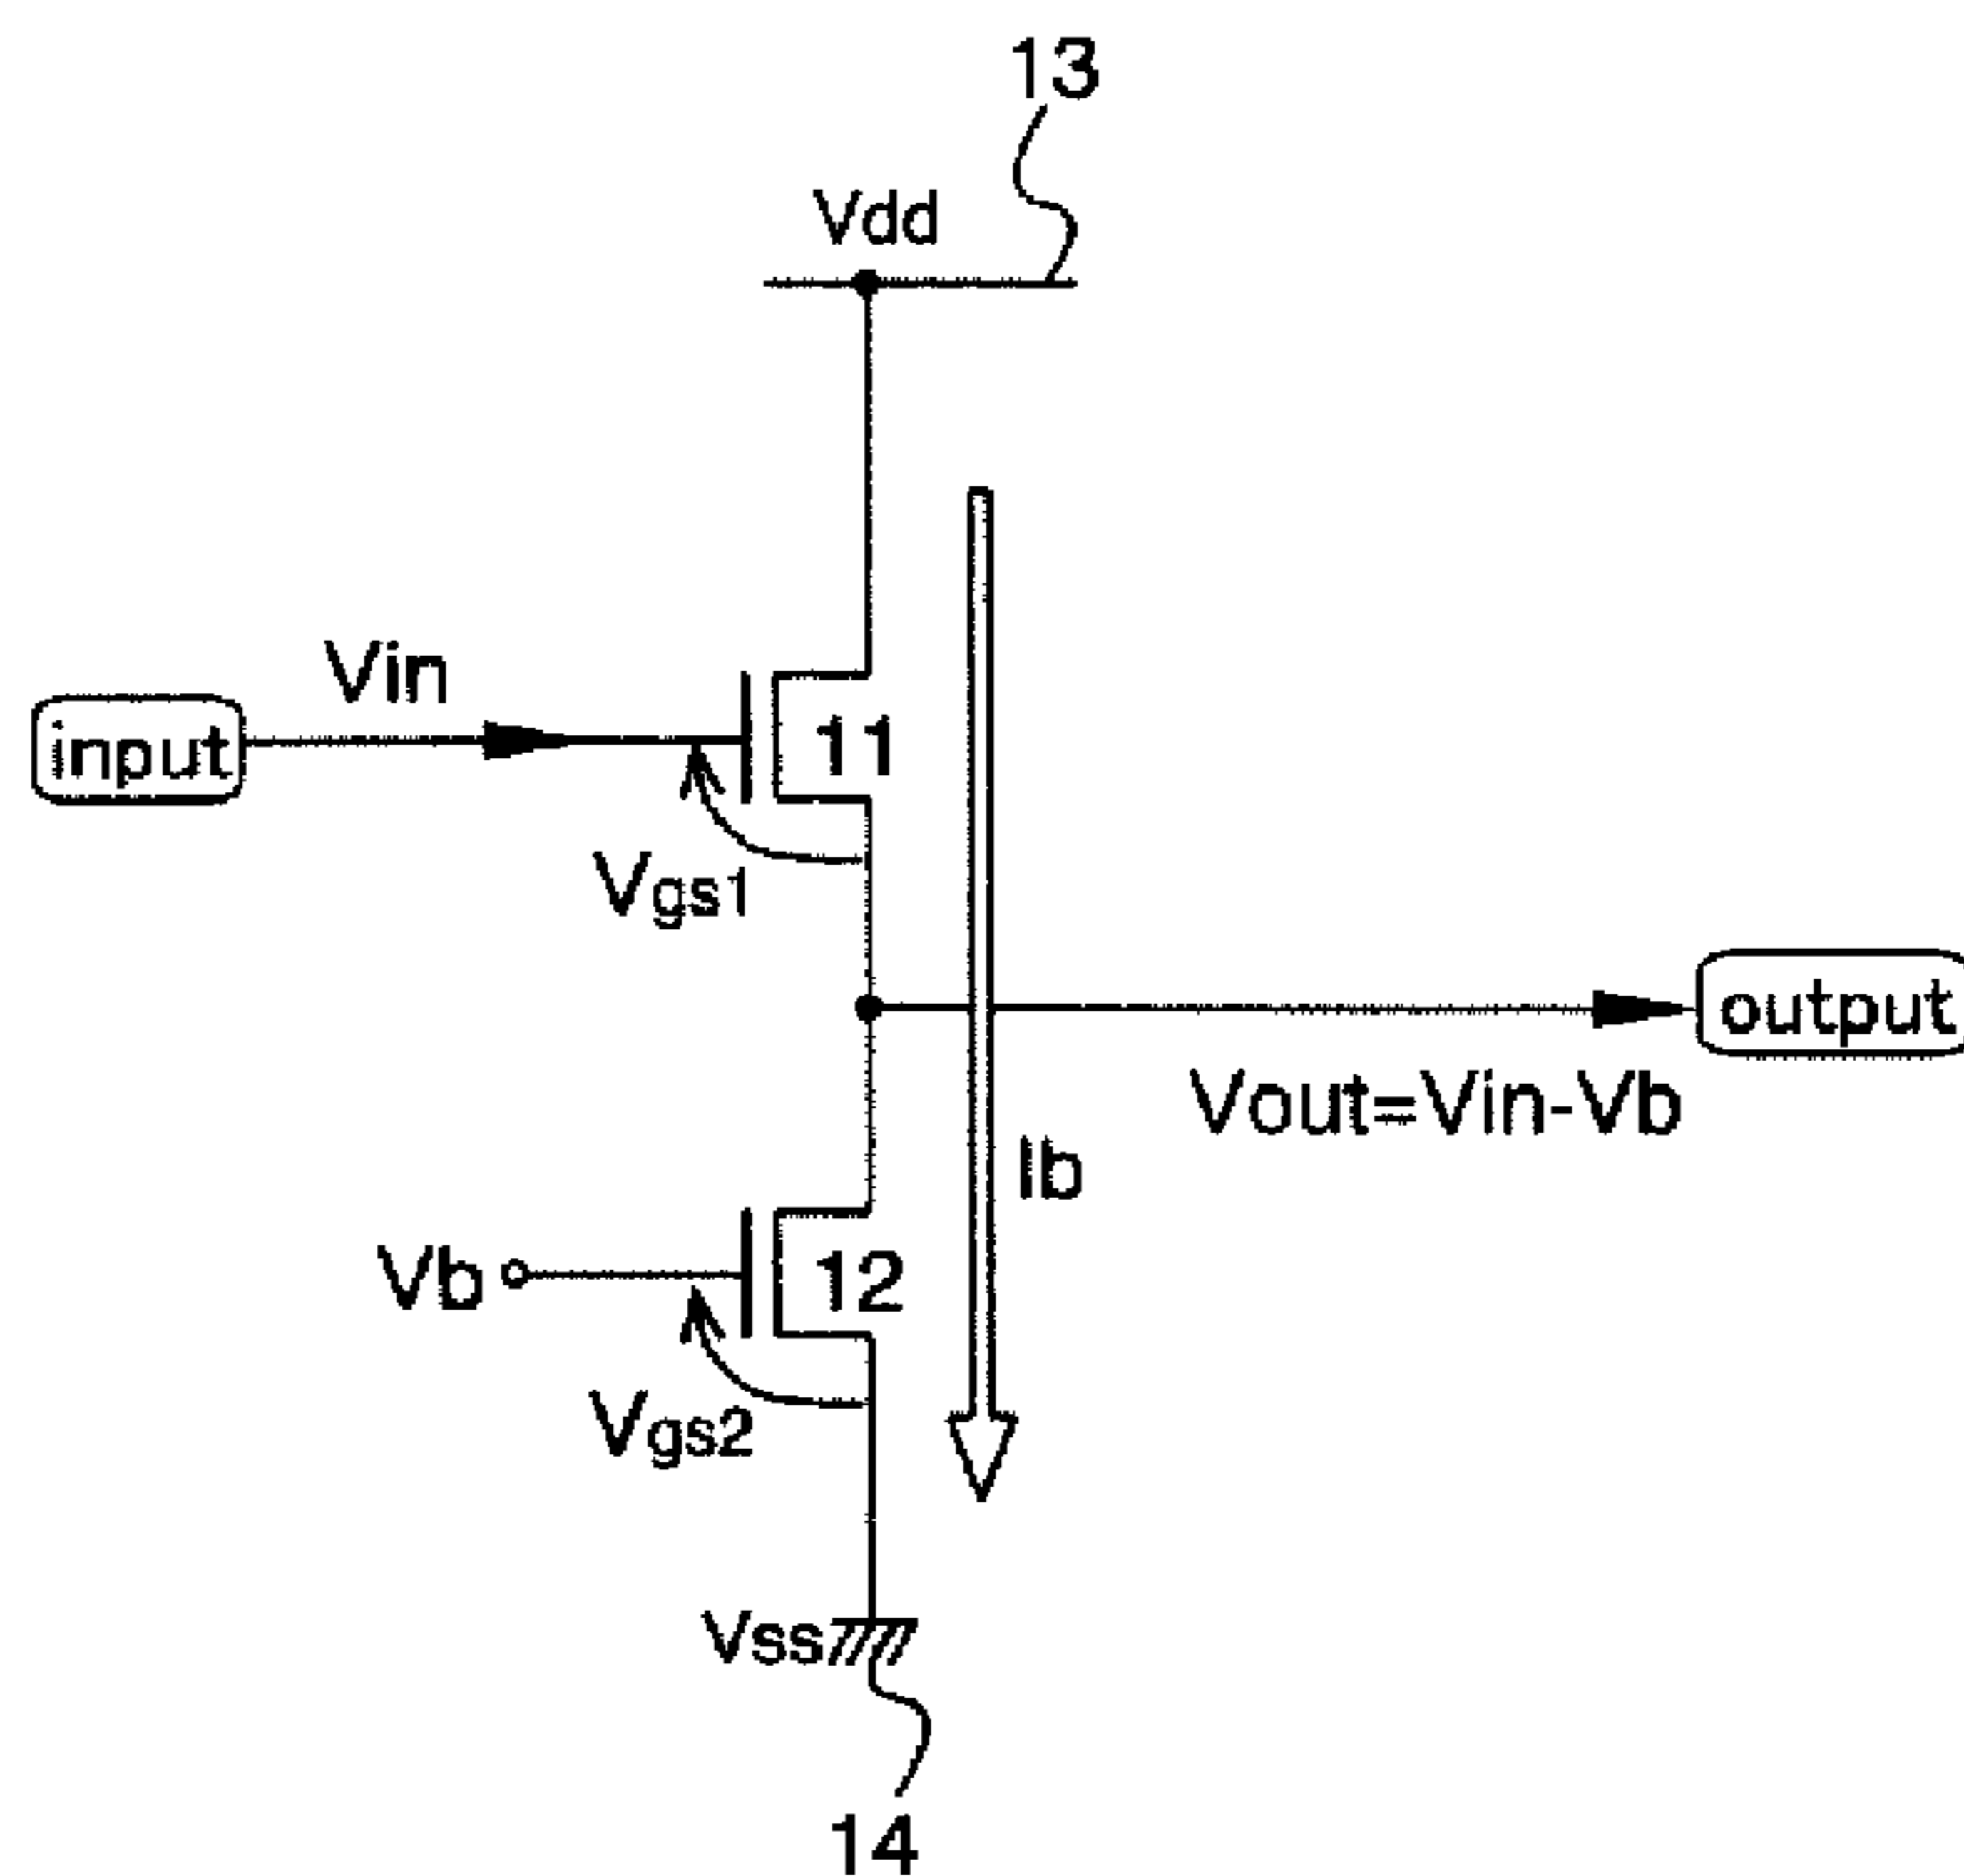 13
Vdd
Vin
input
11
Vgs1
output
Vout=Vin-Vb
Ib
Vb
12
Vgs2
Vss
14